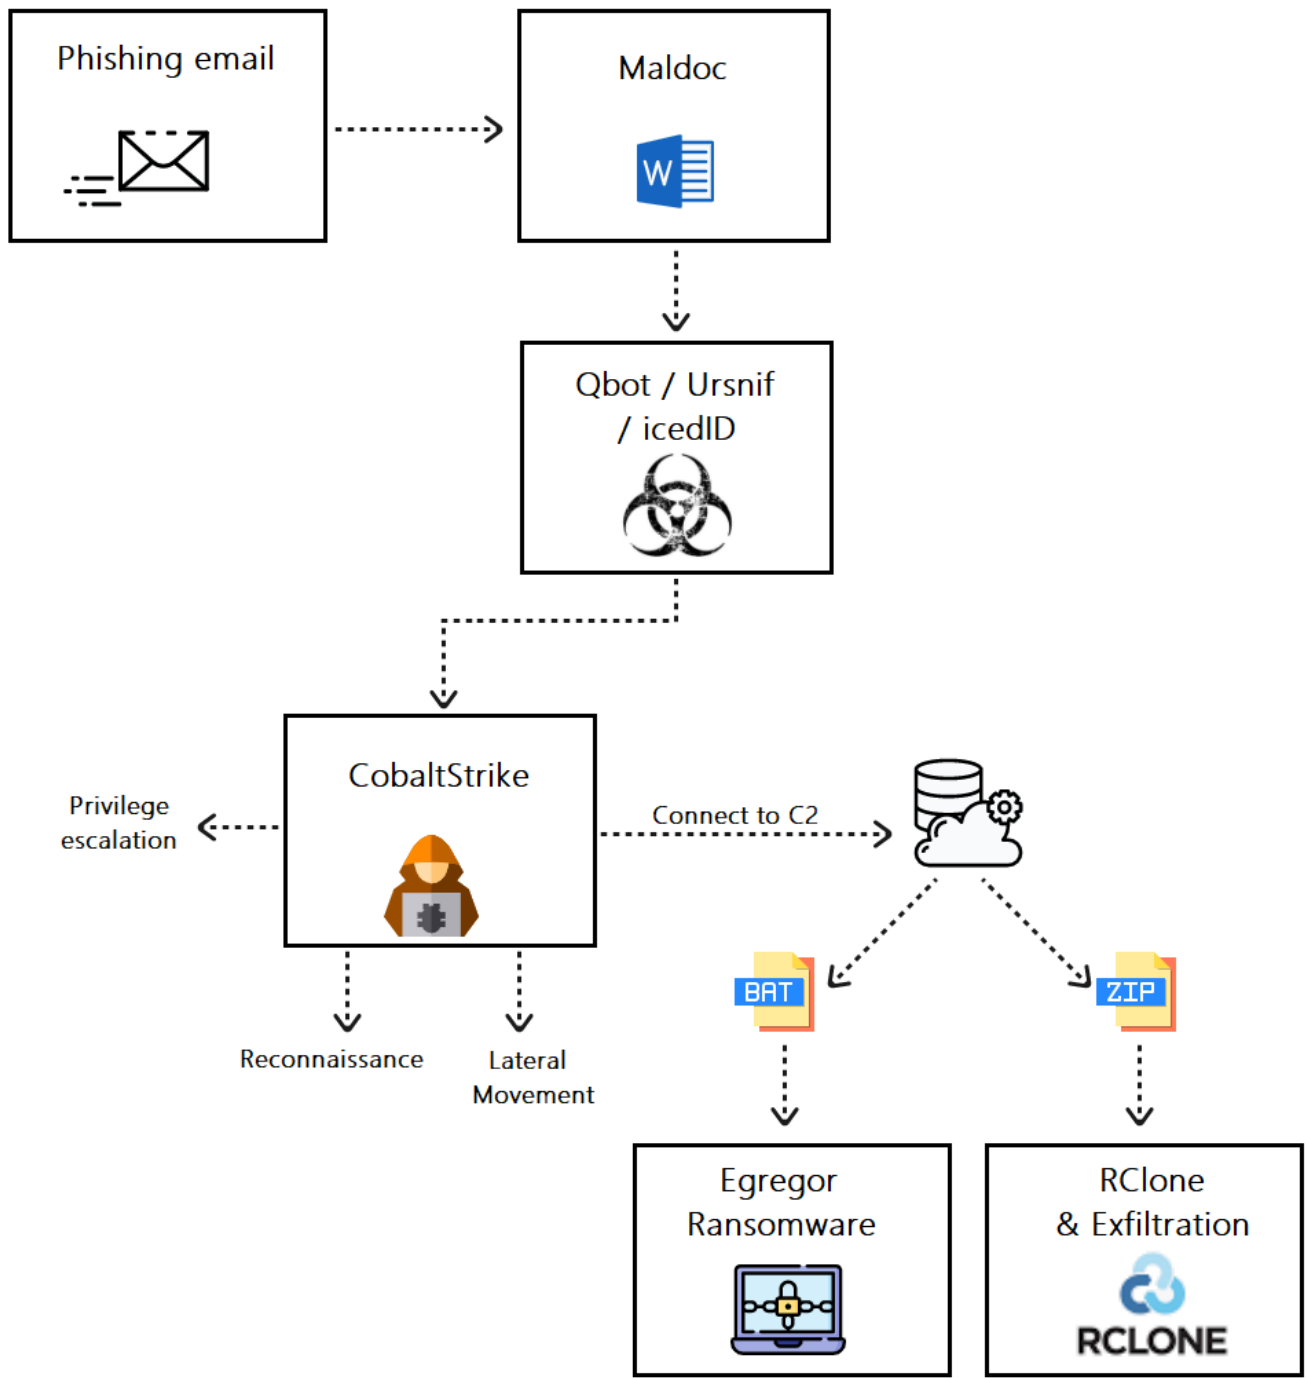 Phishing email
Maldoc
W
Qbot / Ursnif
/ icedID
CobaltStrike
Privilege
escalation
Connect to C2
Reconnaissance
Lateral
Movement
BAT
ZIP
Egregor
Ransomware
RClone
& Exfiltration
RCLONE